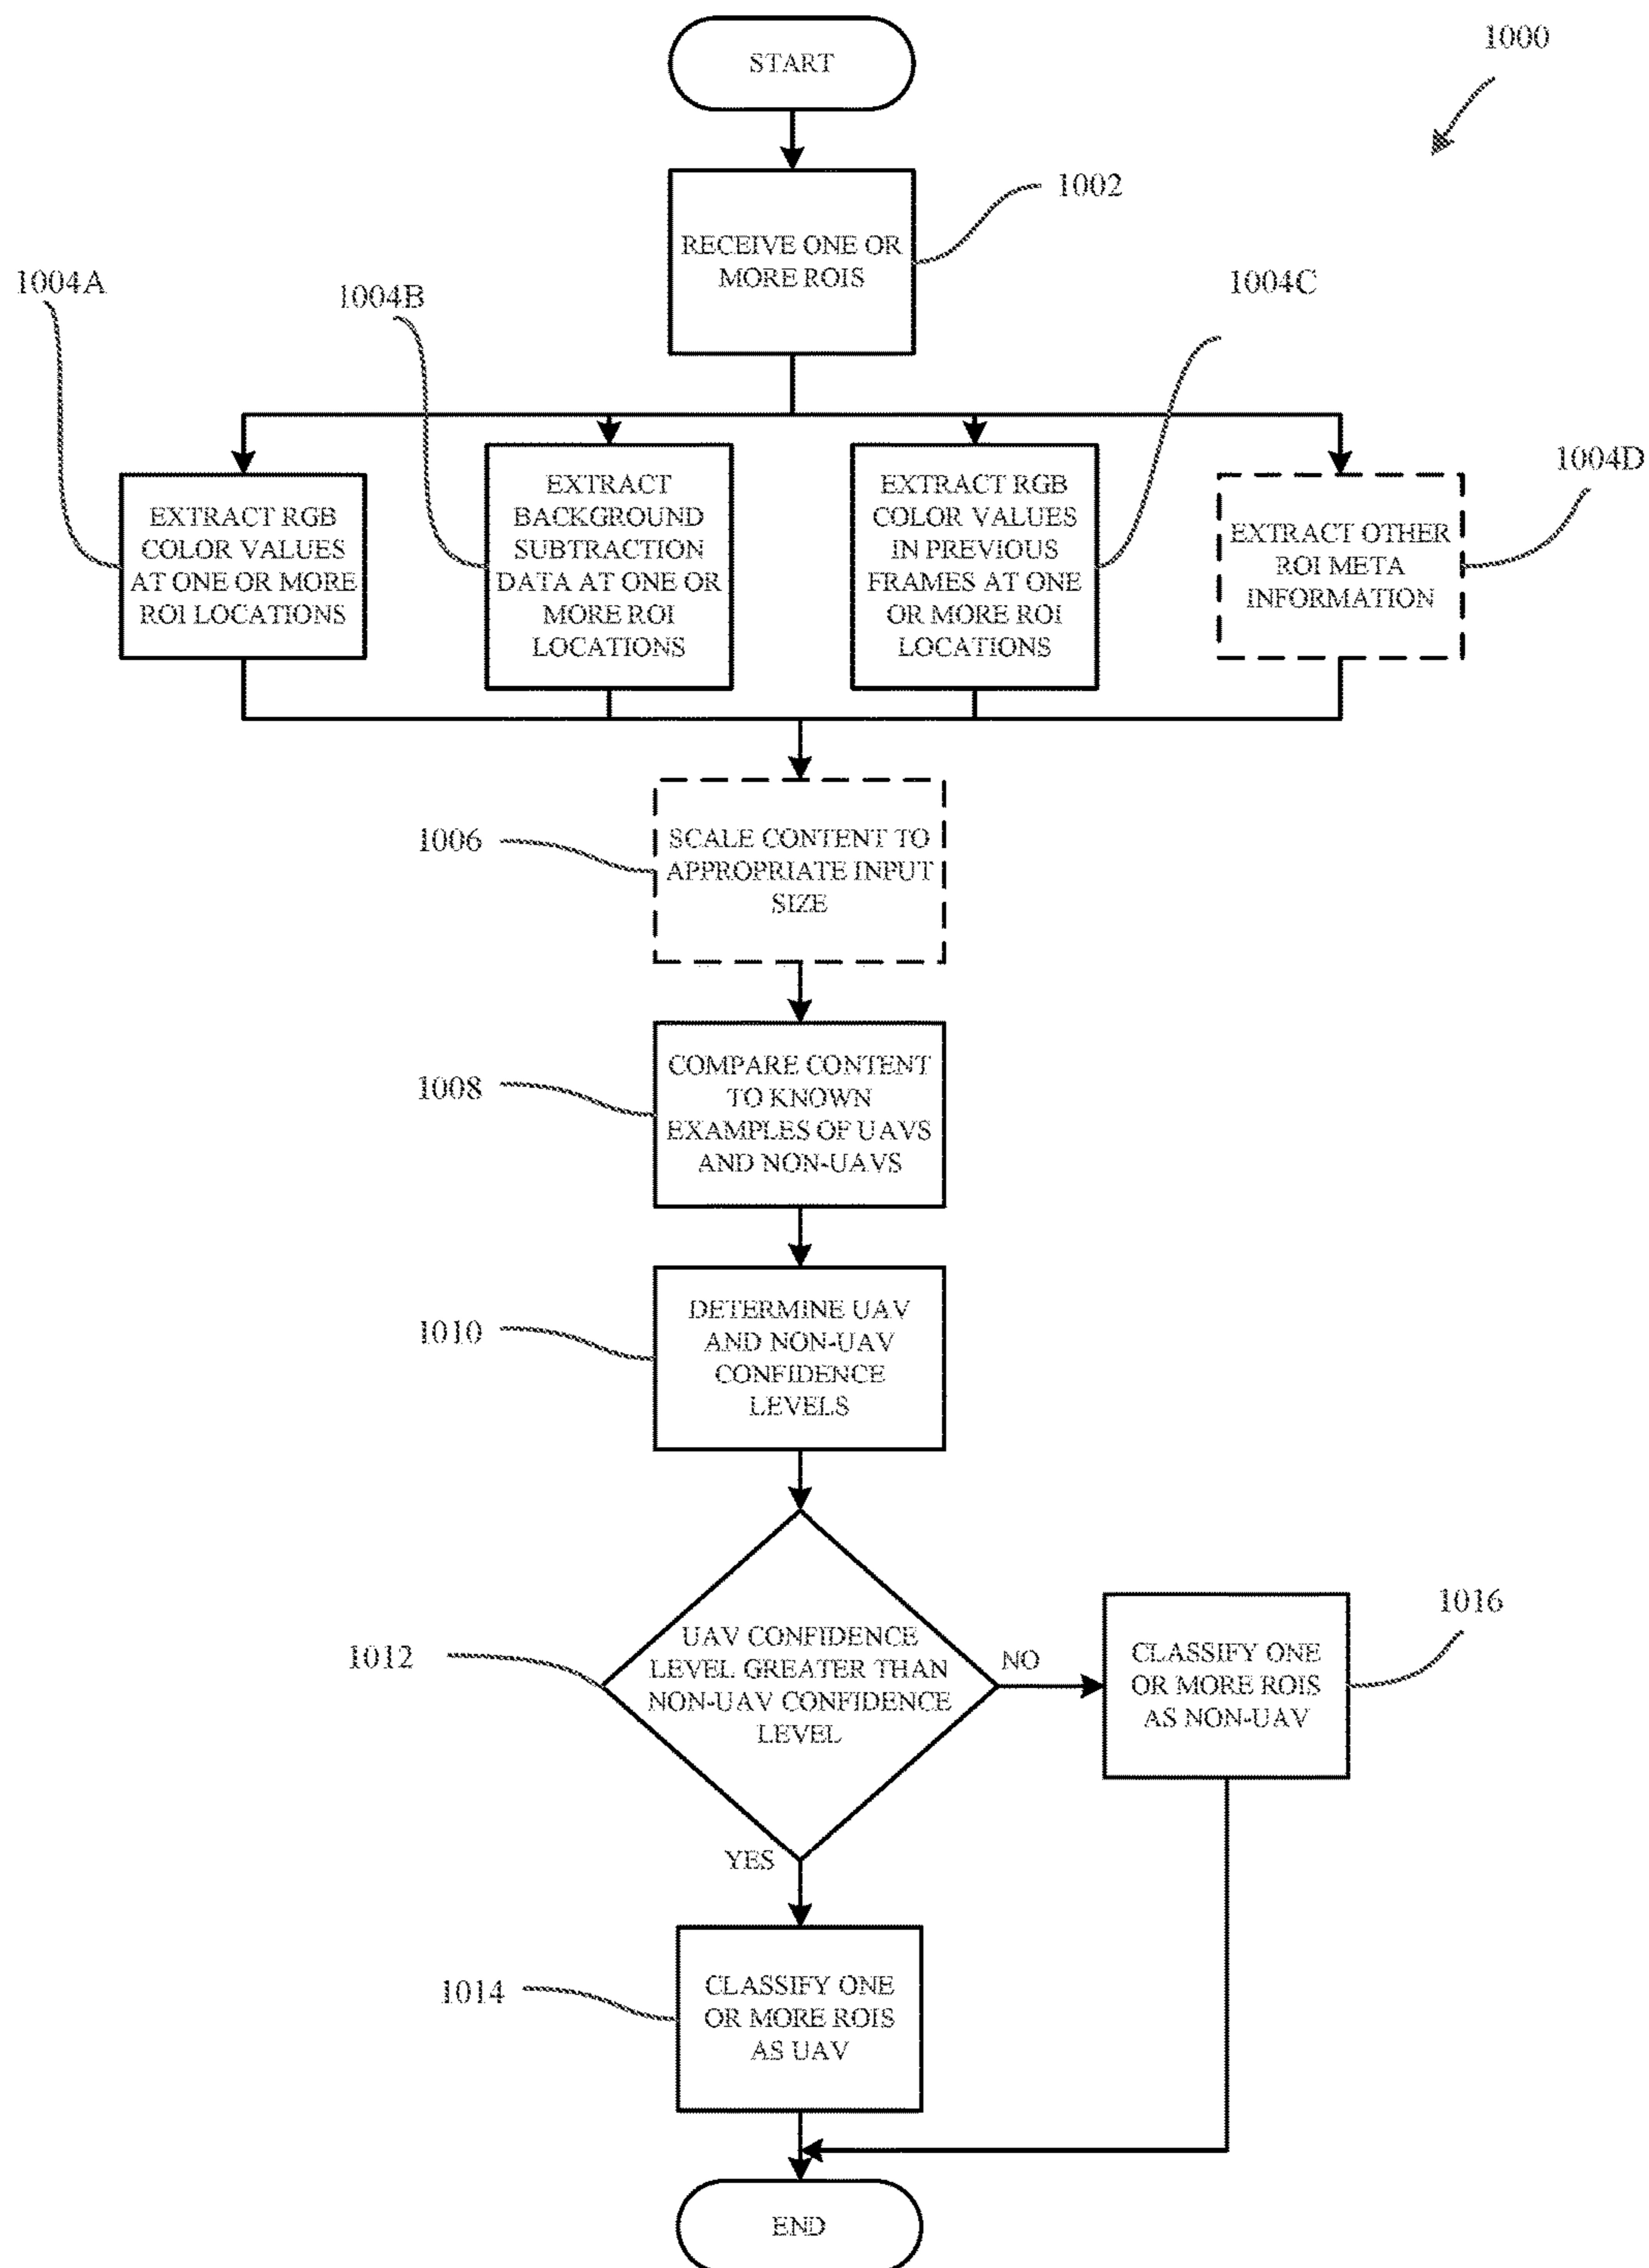 1000
START
1002
RECEIVE ONE OR
MORE ROIS
1004A
1004B
1004C
1004D
EXTRACT RGB
COLOR VALUES
AT ONE OR MORE
ROI LOCATIONS
EXTRACT
BACKGROUND
SUBTRACTION
DATA AT ONE OR
MORE ROI
LOCATIONS
EXTRACT RGB
COLOR VALUES
IN PREVIOUS
FRAMES AT ONE
OR MORE ROI
LOCATIONS
EXTRACT OTHER
ROI META
INFORMATION
1006
SCALE CONTENT TO
APPROPRIATE INPUT
SIZE
1008
COMPARE CONTENT
TO KNOWN
EXAMPLES OF UAVS
AND NON-UAVS
1010
DETERMINE UAV
AND NON-UAV
CONFIDENCE
LEVELS
1012
UAV CONFIDENCE
LEVEL GREATER THAN
NON-UAV CONFIDENCE
LEVEL
NO
1016
CLASSIFY ONE
OR MORE ROIS
AS NON-UAV
YES
1014
CLASSIFY ONE
OR MORE ROIS
AS UAV
END